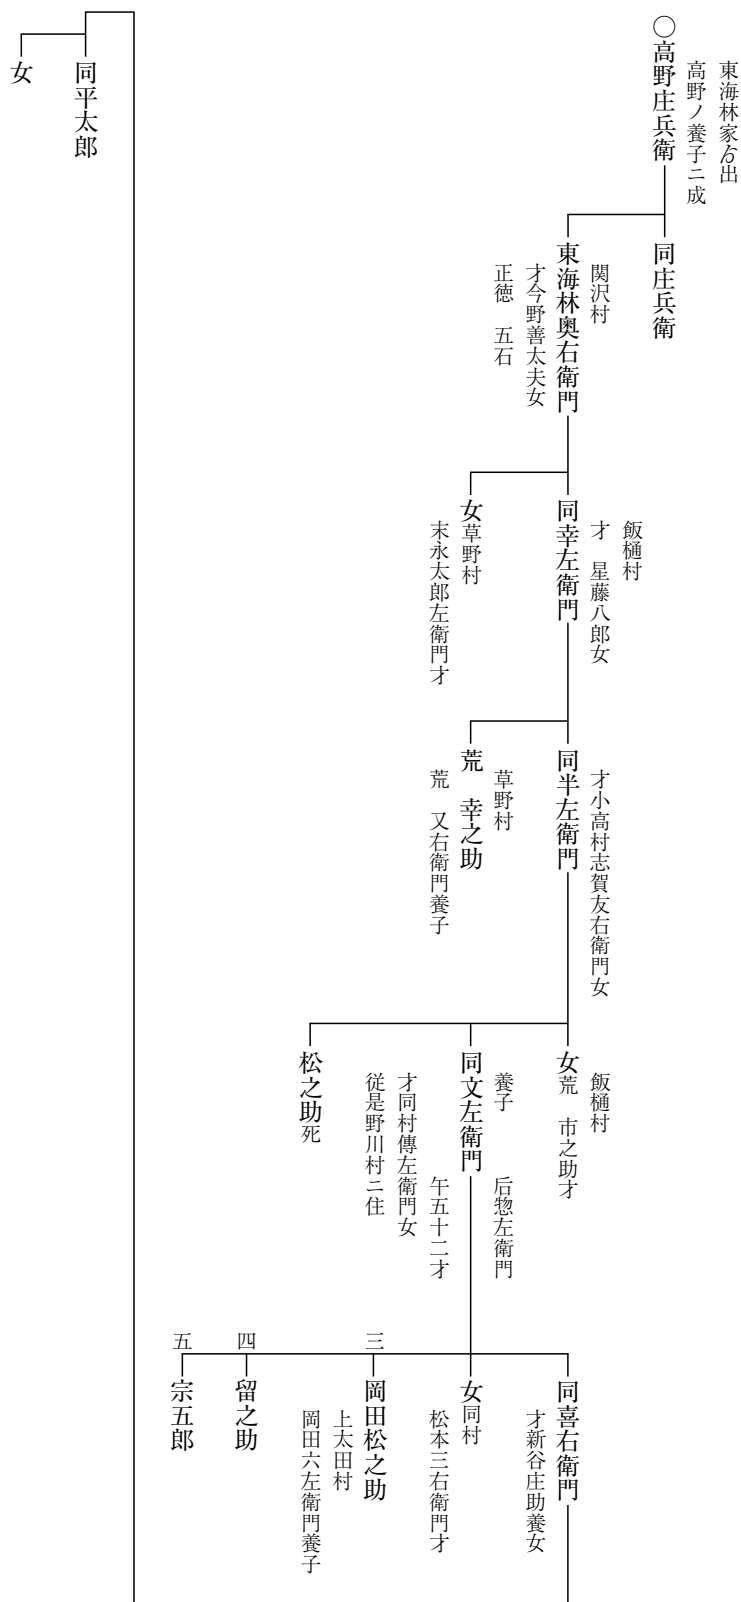 東海林家ゟ出
高野ノ養子ニ成
○高野庄兵衛
同庄兵衛
関沢村
東海林奥右衛門
才今野善太夫女
正徳　五石
飯樋村
才　星藤八郎女
同幸左衛門
女草野村
末永太郎左衛門才
才小高村志賀友右衛門女
同半左衛門
草野村
荒　幸之助
荒　又右衛門養子
飯樋村
女荒　市之助才
養子　后惣左衛門
同文左衛門
午五十二才
才同村傳左衛門女
従是野川村ニ住
松之助死
同喜右衛門
才新谷庄助養女
女同村
松本三右衛門才
三
岡田松之助
上太田村
岡田六左衛門養子
四
留之助
五
宗五郎
同平太郎
女